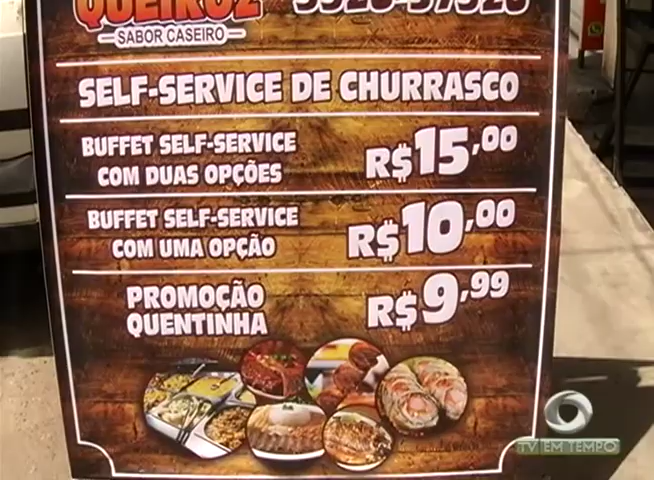 QUEIROZ
SABOR CASEIRO
SELF-SERVICE DE CHURRASCO
BUFFET SELF-SERVICE
COM DUAS OPÇÕES
R$15,00
BUFFET SELF-SERVICE
COM UMA OPÇÃO
R$10,00
PROMOÇÃO
QUENTINHA
R$9,99
TV EM TEMPO